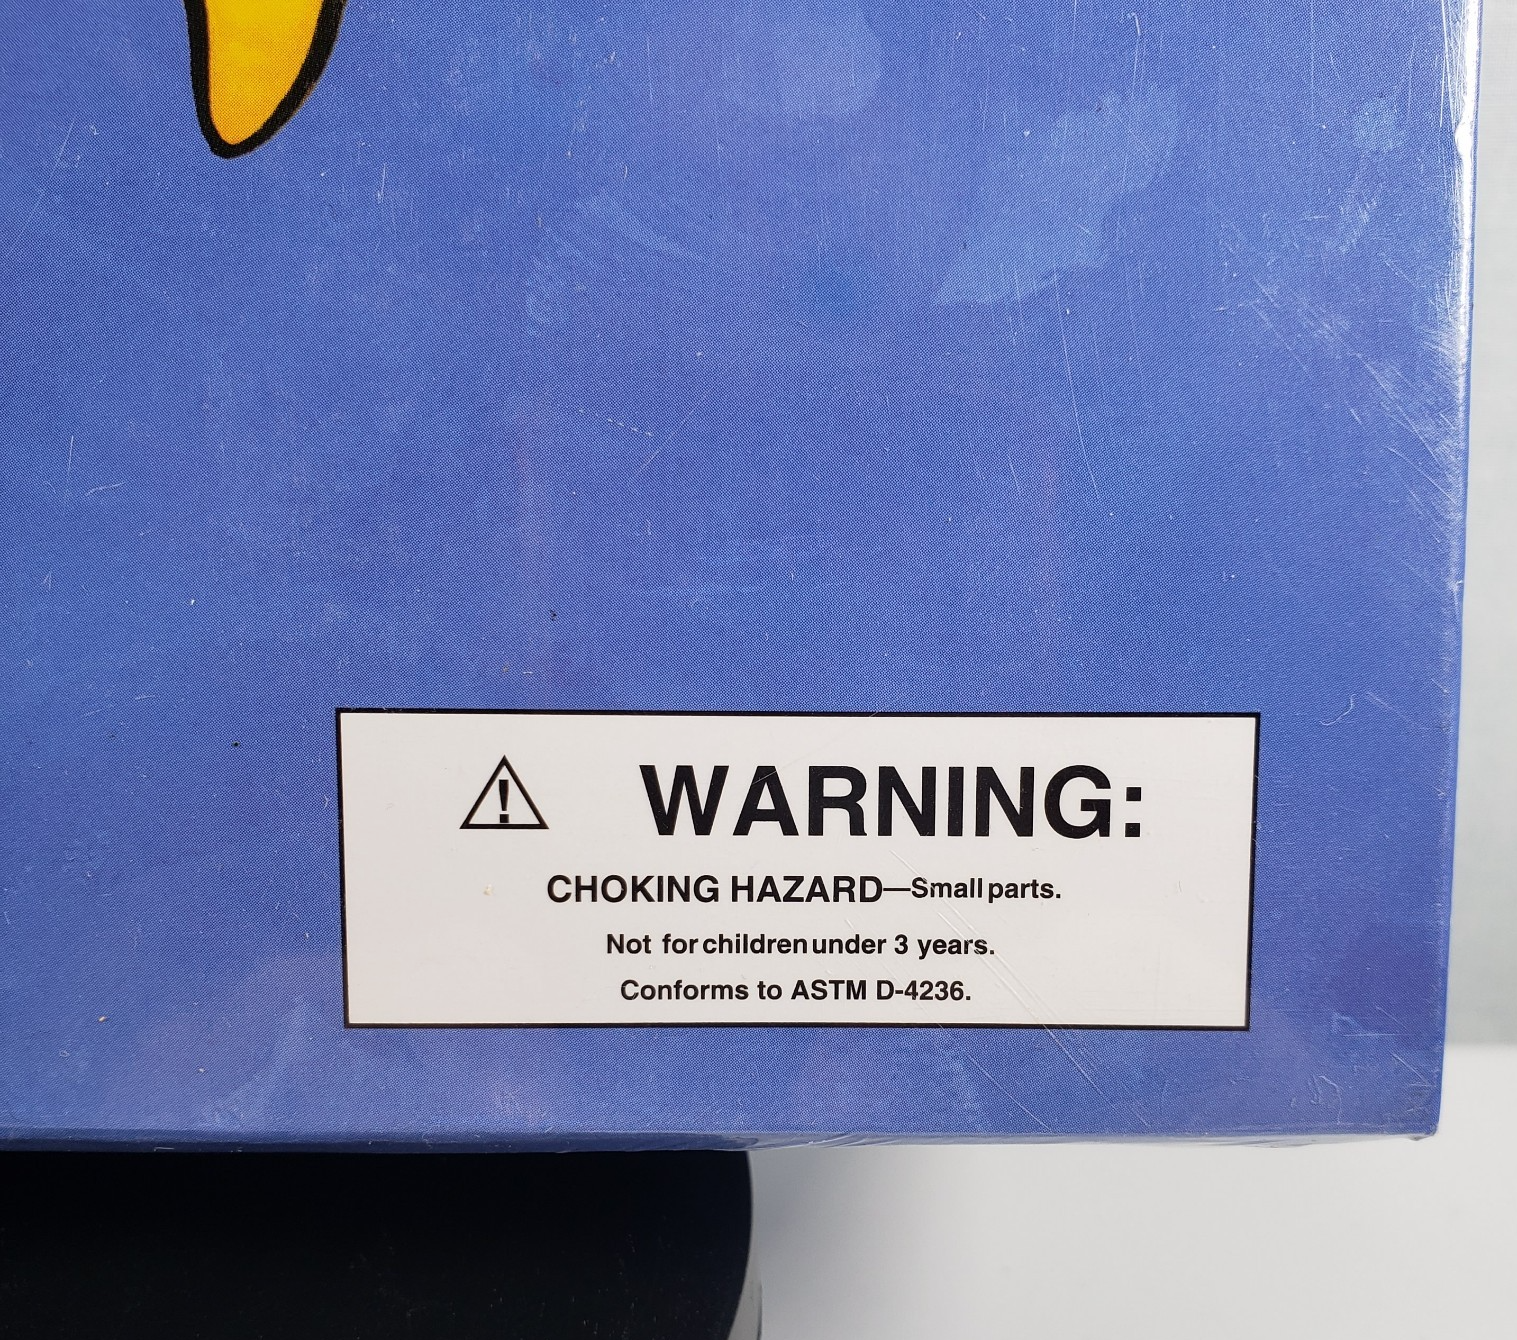 ⚠ WARNING:
CHOKING HAZARD—Small parts.
Not for children under 3 years.
Conforms to ASTM D-4236.